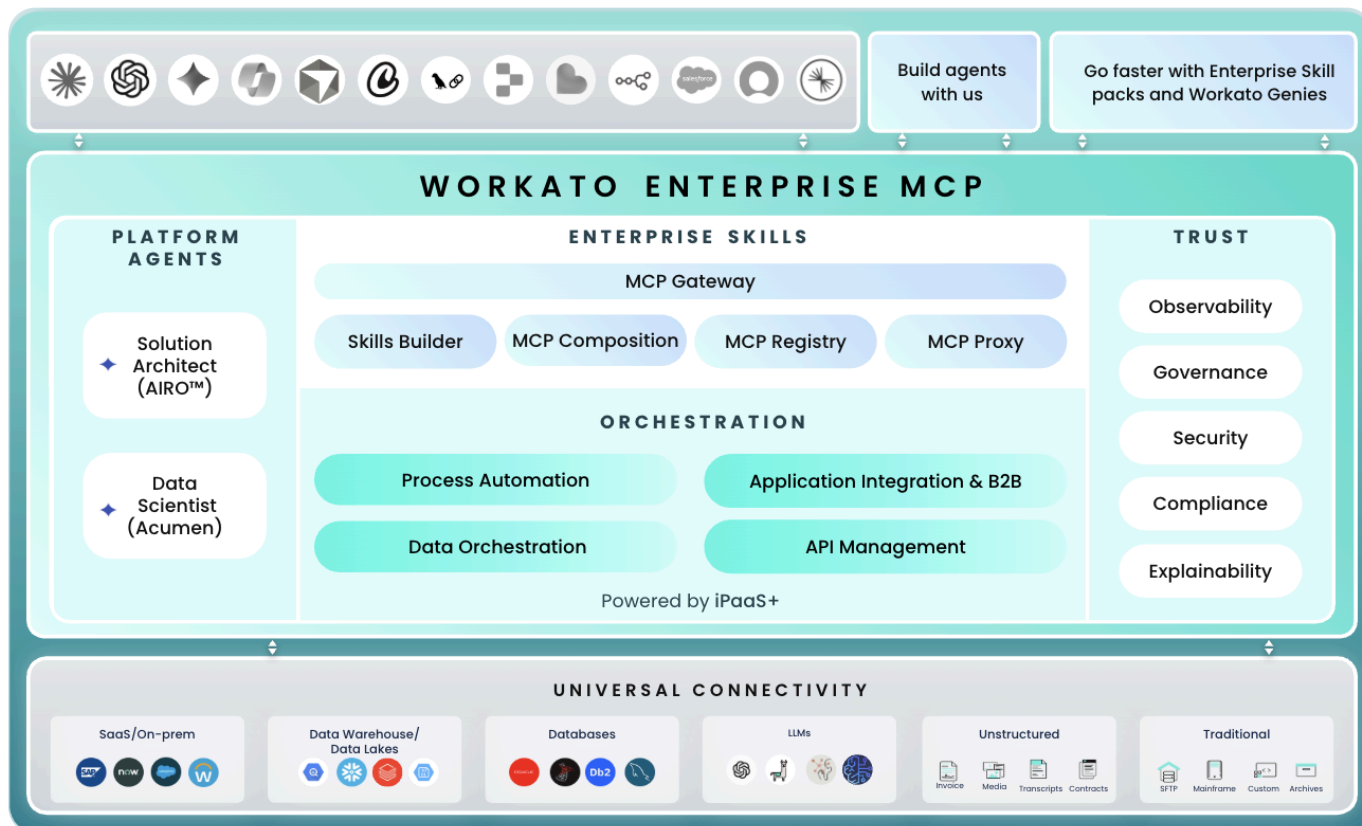 salesforce
Build agents
with us
Go faster with Enterprise Skill
packs and Workato Genies
WORKATO ENTERPRISE MCP
PLATFORM
AGENTS
Solution
Architect
(AIRO™)
Data
Scientist
(Acumen)
ENTERPRISE SKILLS
MCP Gateway
Skills Builder
MCP Composition
MCP Registry
MCP Proxy
ORCHESTRATION
Process Automation
Application Integration & B2B
Data Orchestration
API Management
Powered by iPaaS+
TRUST
Observability
Governance
Security
Compliance
Explainability
UNIVERSAL CONNECTIVITY
SaaS/On-prem
SAP
now
Data Warehouse/
Data Lakes
Databases
Db2
LLMs
Unstructured
Invoice
Media
Transcripts
Contracts
Traditional
SFTP
Mainframe
Custom
Archives